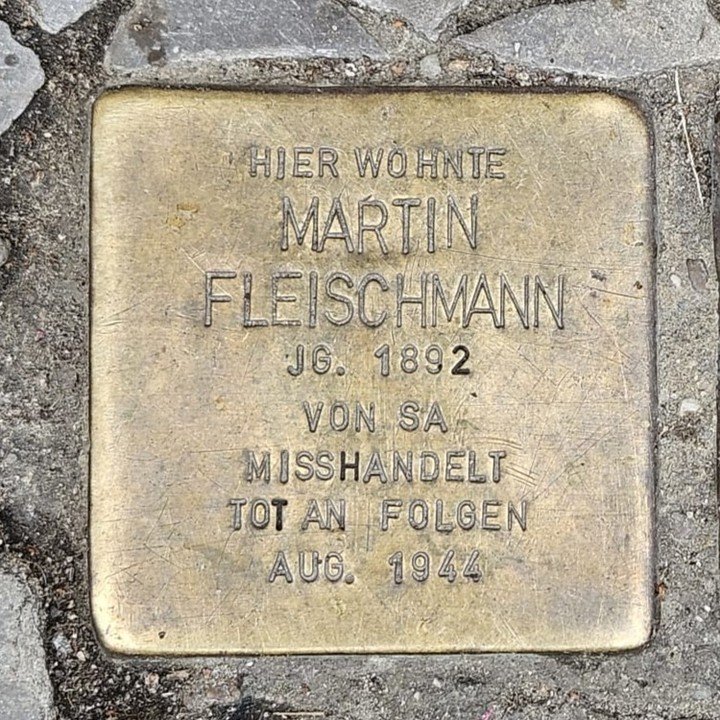 HIER WOHNTE
MARTIN
FLEISCHMANN
JG. 1892
VON SA
MISSHANDELT
TOT AN FOLGEN
AUG. 1944